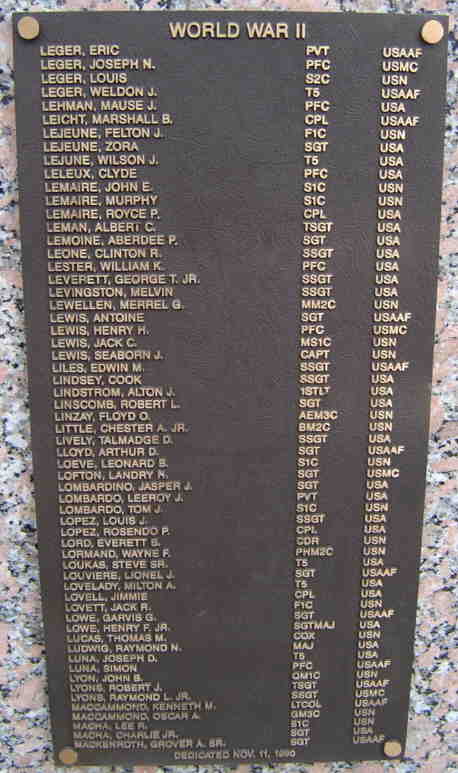 WORLD WAR II
LEGER, ERIC PVT USAAF
LEGER, JOSEPH N. PFC USMC
LEGER, LOUIS S2C USN
LEGER, WELDON J. T5 USAAF
LEHMAN, MAUSE J. PFC USA
LEICHT, MARSHALL B. CPL USAAF
LEJEUNE, FELTON J. F1C USN
LEJEUNE, ZORA SGT USA
LEJUNE, WILSON J. T5 USA
LELEUX, CLYDE PFC USA
LEMAIRE, JOHN E. S1C USN
LEMAIRE, MURPHY S1C USN
LEMAIRE, ROYCE P. CPL USA
LEMAN, ALBERT C. TSGT USA
LEMOINE, ABERDEE P. SGT USA
LEONE, CLINTON R. SSGT USA
LESTER, WILLIAM K. PFC USA
LEVERETT, GEORGE T. JR. SSGT USA
LEVINGSTON, MELVIN SSGT USA
LEWELLEN, MERREL G. MM2C USN
LEWIS, ANTOINE SGT USAAF
LEWIS, HENRY H. PFC USMC
LEWIS, JACK C. MS1C USN
LEWIS, SEABORN J. CAPT USN
LILES, EDWIN M. SSGT USAAF
LINDSEY, COOK SSGT USA
LINDSTROM, ALTON J. 1STLT USA
LINSCOMB, ROBERT L. SGT USA
LINZAY, FLOYD O. AEM3C USN
LITTLE, CHESTER A. JR. BM2C USN
LIVELY, TALMADGE D. SSGT USA
LLOYD, ARTHUR D. SGT USAAF
LOEVE, LEONARD B. S1C USN
LOFTON, LANDRY N. SGT USMC
LOMBARDINO, JASPER J. SGT USA
LOMBARDO, LEEROY J. PVT USA
LOMBARDO, TOM J. S1C USN
LOPEZ, LOUIS J. SSGT USA
LOPEZ, ROSENDO P. CPL USA
LORD, EVERETT B. CDR USN
LORMAND, WAYNE F. PHM2C USN
LOUKAS, STEVE SR. T5 USA
LOUVIERE, LIONEL J. SGT USAAF
LOVELADY, MILTON A. T5 USA
LOVELL, JIMMIE CPL USA
LOVETT, JACK R. F1C USN
LOWE, GARVIS G. SGT USAAF
LOWE, HENRY F. JR. SGTMAJ USA
LUCAS, THOMAS M. COX USN
LUDWIG, RAYMOND N. MAJ USA
LUNA, JOSEPH D. T5 USA
LUNA, SIMON PFC USAAF
LYON, JOHN B. QM1C USN
LYONS, ROBERT J. TSGT USAAF
LYONS, RAYMOND L. JR. SSGT USMC
MACCAMMOND, KENNETH M. LTCOL USAAF
MACCAMMOND, OSCAR A. GM3C USN
MACHA, LEE R. S1C USN
MACHA, CHARLIE JR. SGT USA
MACKENROTH, GROVER A. SR. SGT USAAF
DEDICATED NOV. 11, 1990